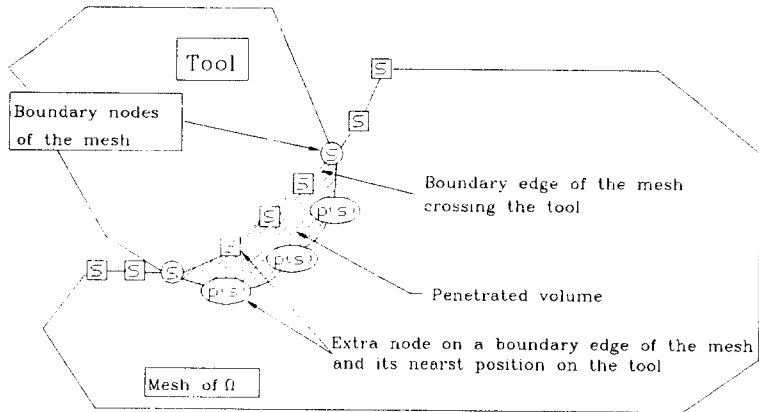 Tool
S
Boundary nodes
of the mesh
S
S
S
Boundary edge of the mesh
crossing the tool
S
p(s)
S
p(s)
S S S
p(s)
Penetrated volume
Extra node on a boundary edge of the mesh
and its nearst position on the tool
Mesh of Ω